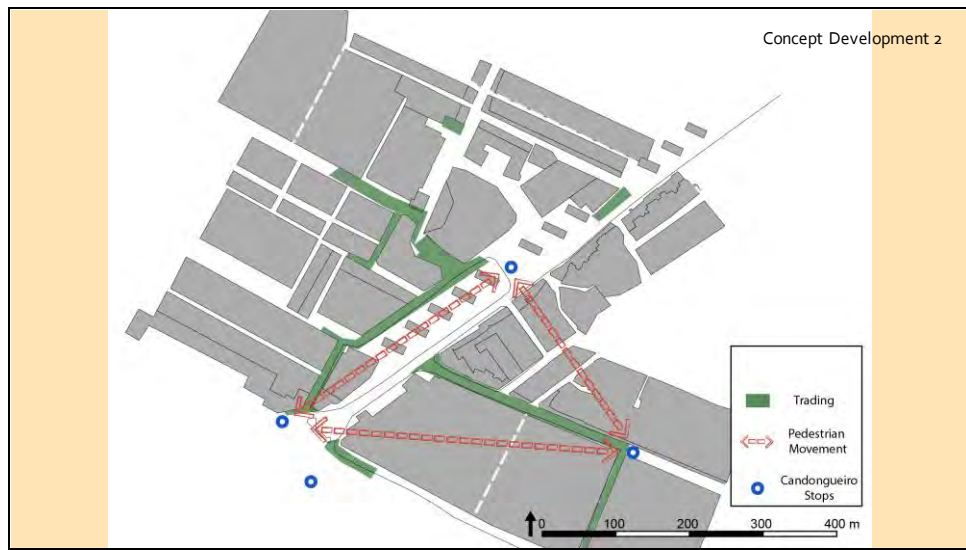 Concept Development 2
Trading
Pedestrian
Movement
Candongueiro
Stops
0 100 200 300 400 m